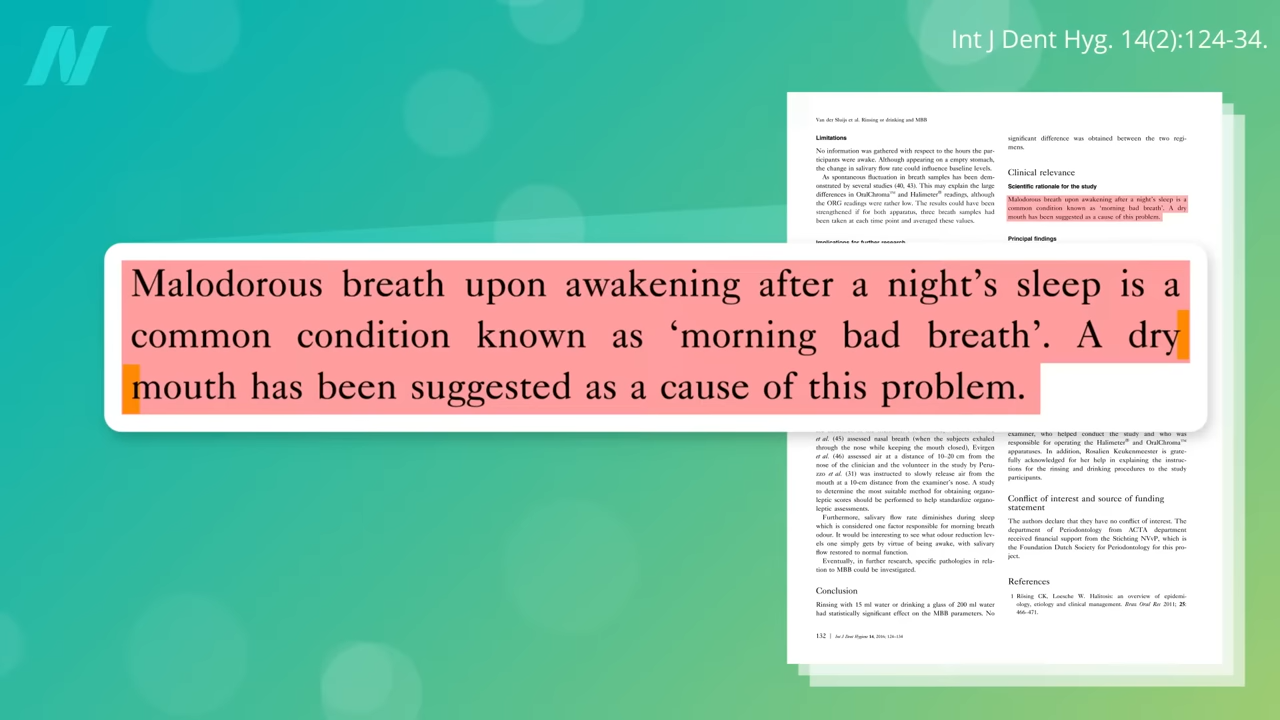 Int J Dent Hyg. 14(2):124-34.
Van der Sluijs et al. Rinsing or drinking and MBB
Limitations
No information was gathered with respect to the hours the par-
ticipants were awake. Although appearing on a empty stomach,
the change in salivary flow rate could influence baseline levels.
As spontaneous fluctuation in breath samples has been dem-
onstrated by several studies (40, 43). This may explain the large
differences in OralChroma™ and Halimeter® readings, although
the ORG readings were rather low. The results could have been
strengthened if for both apparatus, three breath samples had
been taken at each time point and averaged these values.
Implications for further research
significant difference was obtained between the two regi-
mens.
Clinical relevance
Scientific rationale for the study
Malodorous breath upon awakening after a night's sleep is a
common condition known as 'morning bad breath'. A dry
mouth has been suggested as a cause of this problem.
Principal findings
Malodorous breath upon awakening after a night’s sleep is a
common condition known as ‘morning bad breath’. A dry
mouth has been suggested as a cause of this problem.
et al. (45) assessed nasal breath (when the subjects exhaled
through the nose while keeping the mouth closed), Evirgen
et al. (46) assessed air at a distance of 10–20 cm from the
nose of the clinician and the volunteer in the study by Peru-
zzo et al. (31) was instructed to slowly release air from the
mouth at a 10-cm distance from the examiner's nose. A study
to determine the most suitable method for obtaining organo-
leptic scores should be performed to help standardize organo-
leptic assessments.
Furthermore, salivary flow rate diminishes during sleep
which is considered one factor responsible for morning breath
odour. It would be interesting to see what odour reduction lev-
els one simply gets by virtue of being awake, with salivary
flow restored to normal function.
Eventually, in further research, specific pathologies in rela-
tion to MBB could be investigated.
Conclusion
Rinsing with 15 ml water or drinking a glass of 200 ml water
had statistically significant effect on the MBB parameters. No
132 | Int J Dent Hygiene 14, 2016; 124–134
examiner, who helped conduct the study and who was
responsible for operating the Halimeter® and OralChroma™
apparatuses. In addition, Rosalien Keukenmeester is grate-
fully acknowledged for her help in explaining the instruc-
tions for the rinsing and drinking procedures to the study
participants.
Conflict of interest and source of funding
statement
The authors declare that they have no conflict of interest. The
department of Periodontology from ACTA department
received financial support from the Stichting NVvP, which is
the Foundation Dutch Society for Periodontology for this pro-
ject.
References
1 Rösing CK, Loesche W. Halitosis: an overview of epidemi-
ology, etiology and clinical management. Braz Oral Res 2011; 25:
466–471.